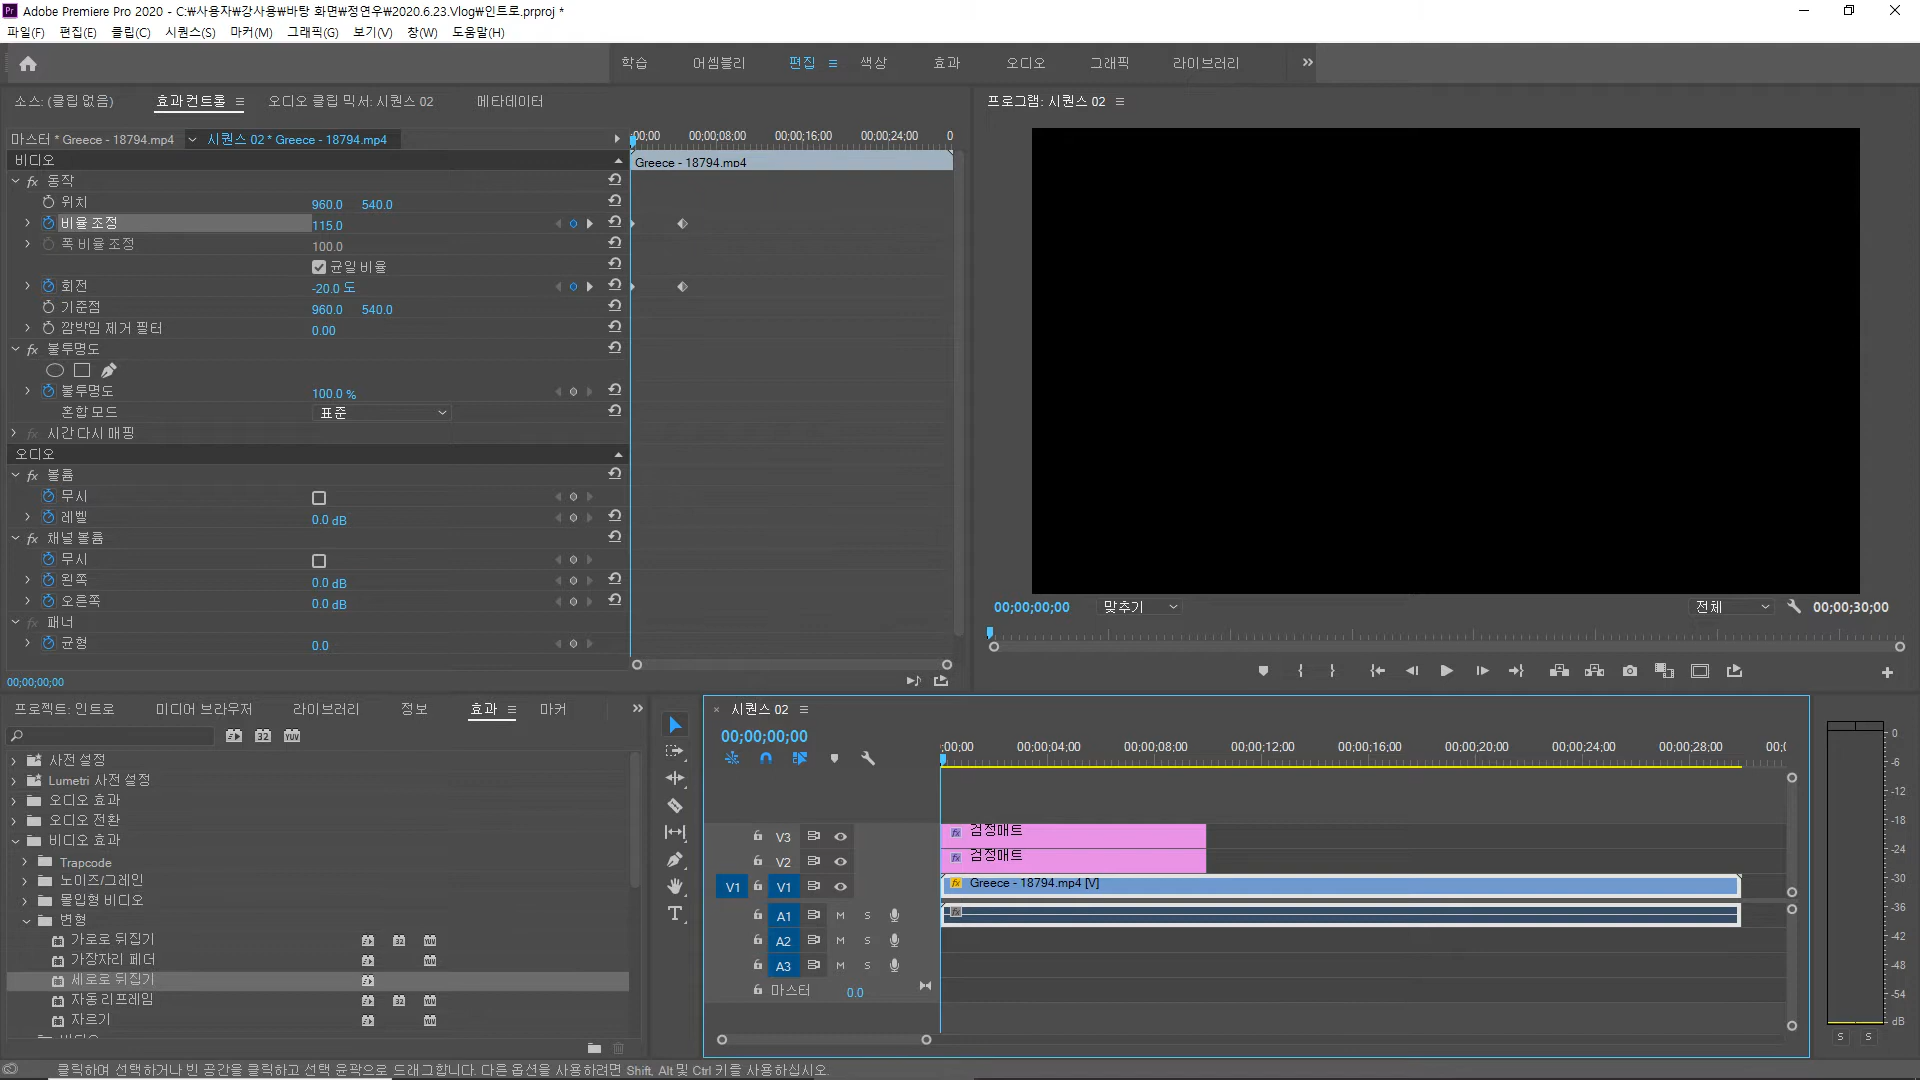 Adobe Premiere Pro 2020 - C:₩사용자₩강사용₩바탕 화면₩정연우₩2020.6.23.Vlog₩인트로.prproj *
파일(F) 편집(E) 클립(C) 시퀀스(S) 마커(M) 그래픽(G) 보기(V) 창(W) 도움말(H)
학습 어셈블리 편집 색상 효과 오디오 그래픽 라이브러리
소스: (클립 없음) 효과 컨트롤 오디오 클립 믹서: 시퀀스 02 메타데이터
프로그램: 시퀀스 02
마스터 * Greece - 18794.mp4 시퀀스 02 * Greece - 18794.mp4
:00;00 00;00;08;00 00;00;16;00 00;00;24;00 0
비디오
Greece - 18794.mp4
fx 동작
위치 960.0 540.0
비율 조정 115.0
폭 비율 조정 100.0
균일 비율
회전 -20.0 도
기준점 960.0 540.0
깜박임 제거 필터 0.00
fx 불투명도
불투명도 100.0 %
혼합 모드 표준
fx 시간 다시 매핑
오디오
fx 볼륨
무시
레벨 0.0 dB
fx 채널 볼륨
무시
왼쪽 0.0 dB
오른쪽 0.0 dB
fx 패너
균형 0.0
00;00;00;00
00;00;00;00 맞추기 전체 00;00;30;00
프로젝트: 인트로 미디어 브라우저 라이브러리 정보 효과 마커
32 YUV
사전 설정
Lumetri 사전 설정
오디오 효과
오디오 전환
비디오 효과
Trapcode
노이즈/그레인
몰입형 비디오
변형
가로로 뒤집기 32 YUV
가장자리 페더 YUV
세로로 뒤집기
자동 리프레임 32 YUV
자르기 YUV
T
× 시퀀스 02
00;00;00;00
;00;00 00;00;04;00 00;00;08;00 00;00;12;00 00;00;16;00 00;00;20;00 00;00;24;00 00;00;28;00 00;0
V3 fx 검정매트
V2 fx 검정매트
V1 V1 fx Greece - 18794.mp4 [V]
A1 M S fx
A2 M S
A3 M S
마스터 0.0
0
-6
-12
-18
-24
-30
-36
-42
-48
-54
dB
S S
클릭하여 선택하거나 빈 공간을 클릭하고 선택 윤곽으로 드래그합니다. 다른 옵션을 사용하려면 Shift, Alt 및 Ctrl 키를 사용하십시오.